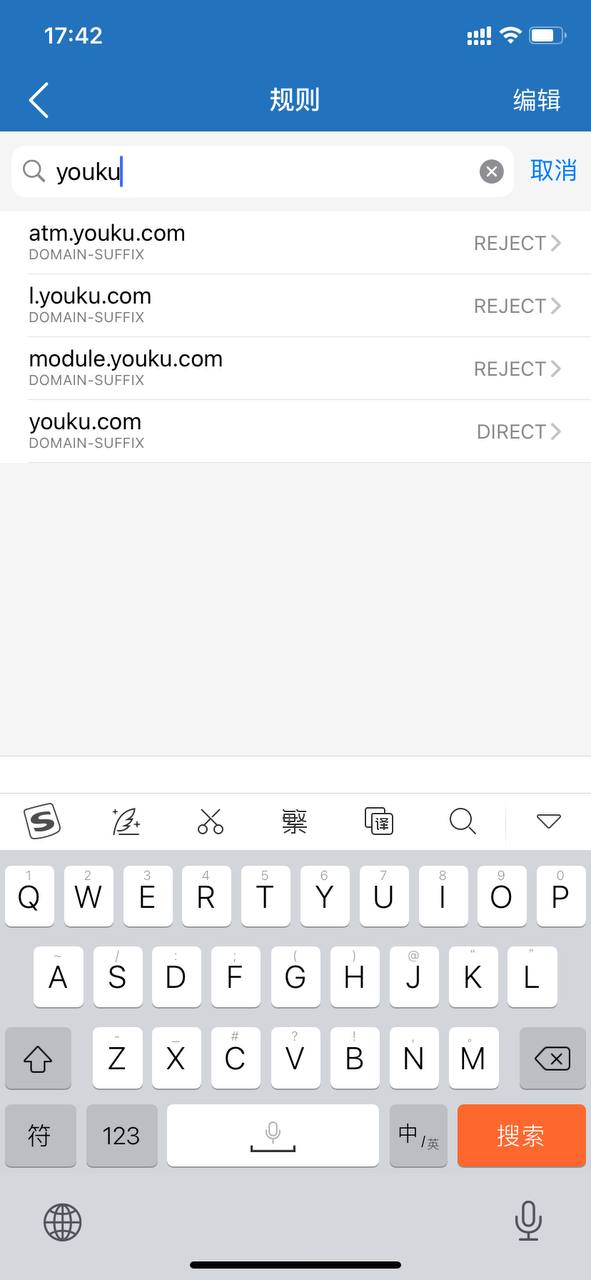 17:42
规则
编辑
youku
取消
atm.youku.com
DOMAIN-SUFFIX
REJECT
l.youku.com
DOMAIN-SUFFIX
REJECT
module.youku.com
DOMAIN-SUFFIX
REJECT
youku.com
DOMAIN-SUFFIX
DIRECT
S 繁 译
1 2 3 4 5 6 7 8 9 0
Q W E R T Y U I O P
~ / : ; ( ) @ “ ”
A S D F G H J K L
- _ # ? ! , 。
Z X C V B N M
符 123 中/英 搜索